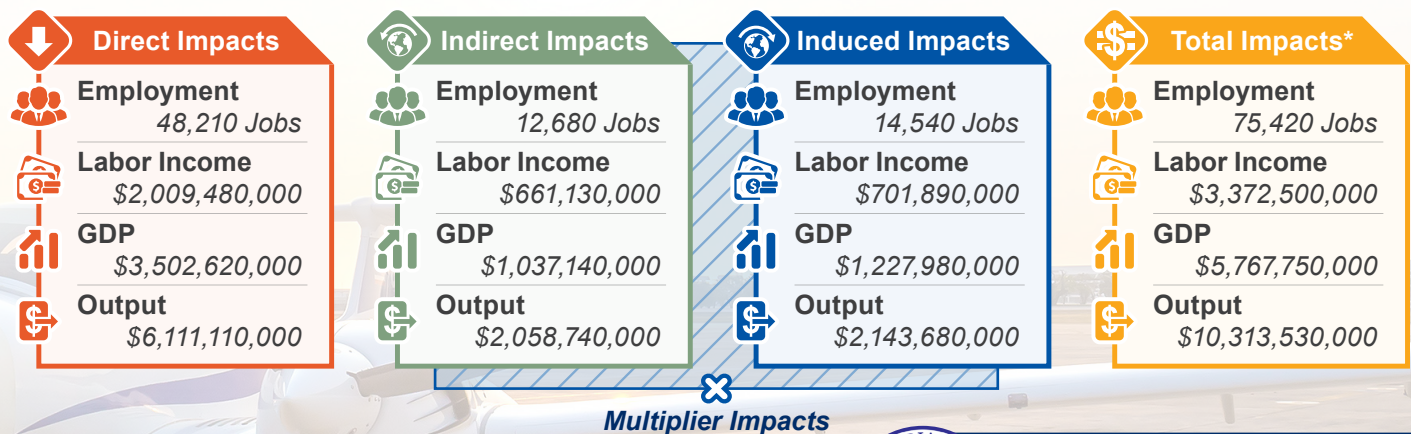 Direct Impacts
Employment
48,210 Jobs
Labor Income
$2,009,480,000
GDP
$3,502,620,000
Output
$6,111,110,000
Indirect Impacts
Employment
12,680 Jobs
Labor Income
$661,130,000
GDP
$1,037,140,000
Output
$2,058,740,000
Induced Impacts
Employment
14,540 Jobs
Labor Income
$701,890,000
GDP
$1,227,980,000
Output
$2,143,680,000
Total Impacts*
Employment
75,420 Jobs
Labor Income
$3,372,500,000
GDP
$5,767,750,000
Output
$10,313,530,000
Multiplier Impacts